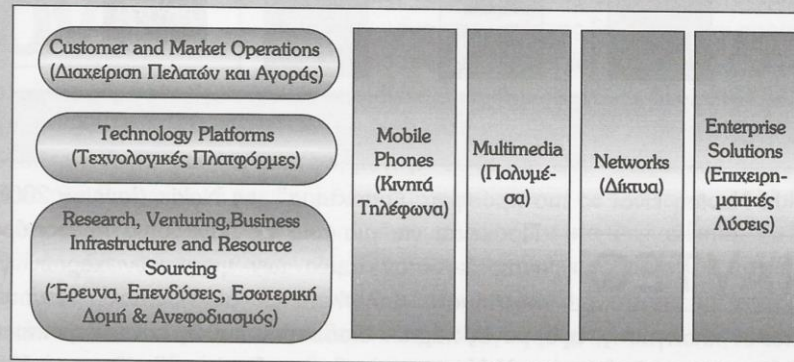 Customer and Market Operations
(Διαχείριση Πελατών και Αγοράς)
Technology Platforms
(Τεχνολογικές Πλατφόρμες)
Research, Venturing,Business
Infrastructure and Resource
Sourcing
(Έρευνα, Επενδύσεις, Εσωτερική
Δομή & Ανεφοδιασμός)
Mobile
Phones
(Κινητά
Τηλέφωνα)
Multimedia
(Πολυμέ-
σα)
Networks
(Δίκτυα)
Enterprise
Solutions
(Επιχειρη-
ματικές
Λύσεις)